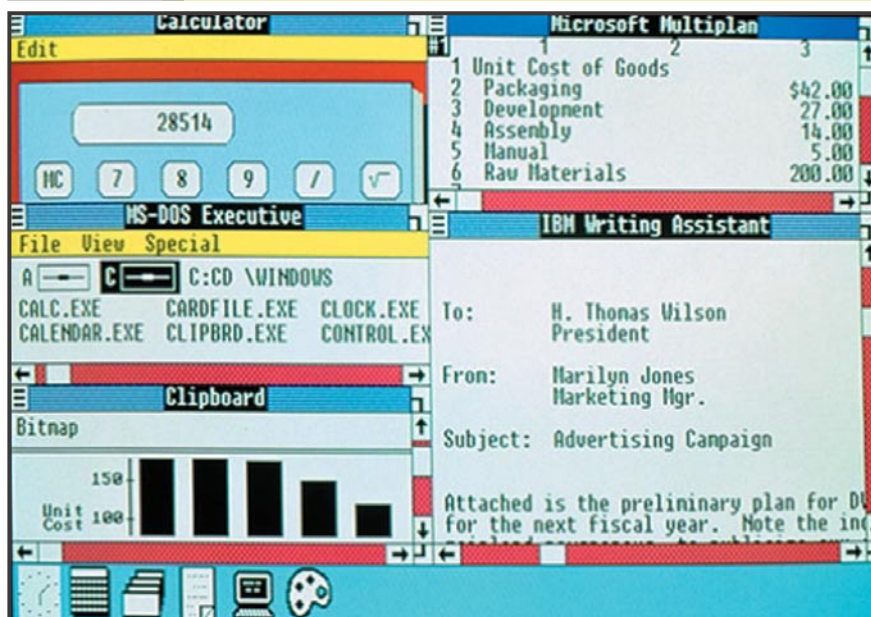 Calculator
Edit
28514
MC 7 8 9 / √
MS-DOS Executive
File View Special
A C C:CD \WINDOWS
CALC.EXE CARDFILE.EXE CLOCK.EXE
CALENDAR.EXE CLIPBRD.EXE CONTROL.EX
Clipboard
Bitmap
150
Unit
Cost 100
Microsoft Multiplan
#1 1 2 3
1 Unit Cost of Goods
2 Packaging $42.00
3 Development 27.00
4 Assembly 14.00
5 Manual 5.00
6 Raw Materials 200.00
IBM Writing Assistant
To: H. Thomas Wilson
President
From: Marilyn Jones
Marketing Mgr.
Subject: Advertising Campaign
Attached is the preliminary plan for
for the next fiscal year. Note the